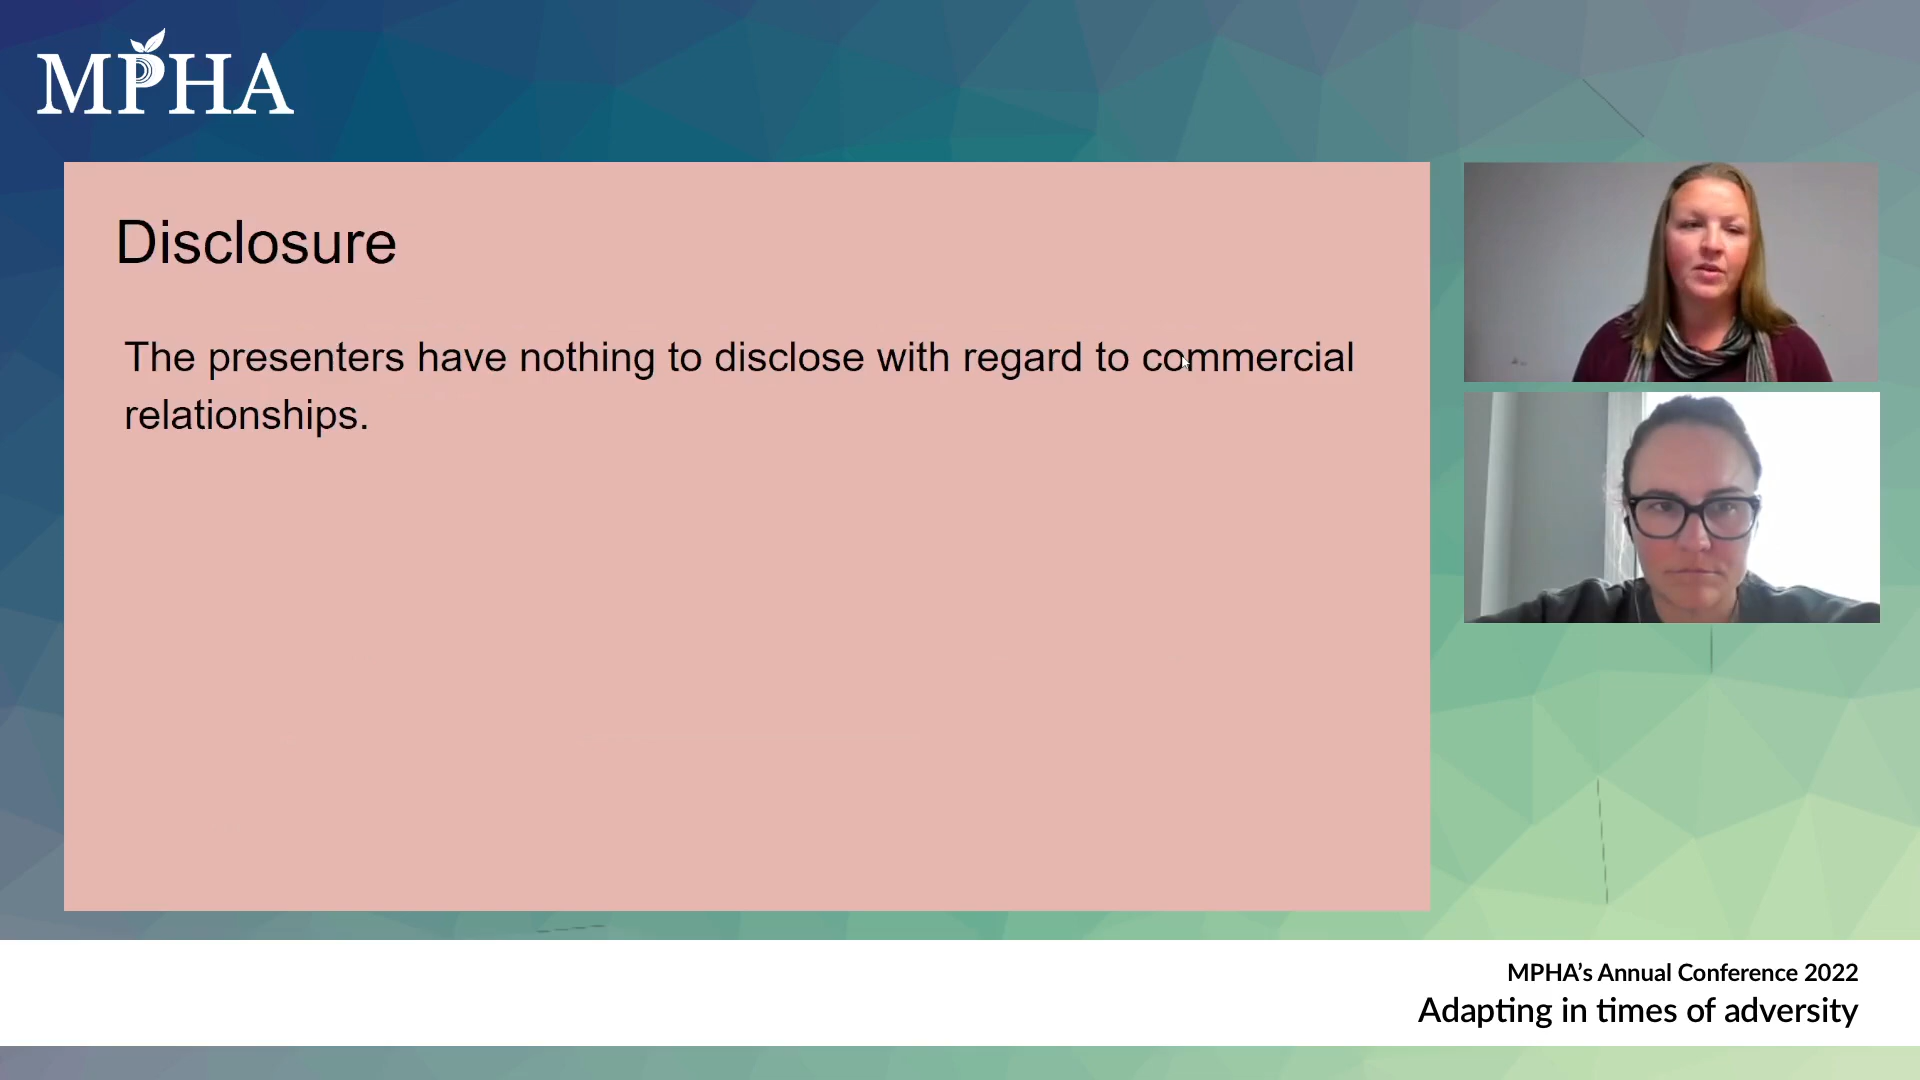 MPHA
Disclosure
The presenters have nothing to disclose with regard to commercial
relationships.
MPHA’s Annual Conference 2022
Adapting in times of adversity